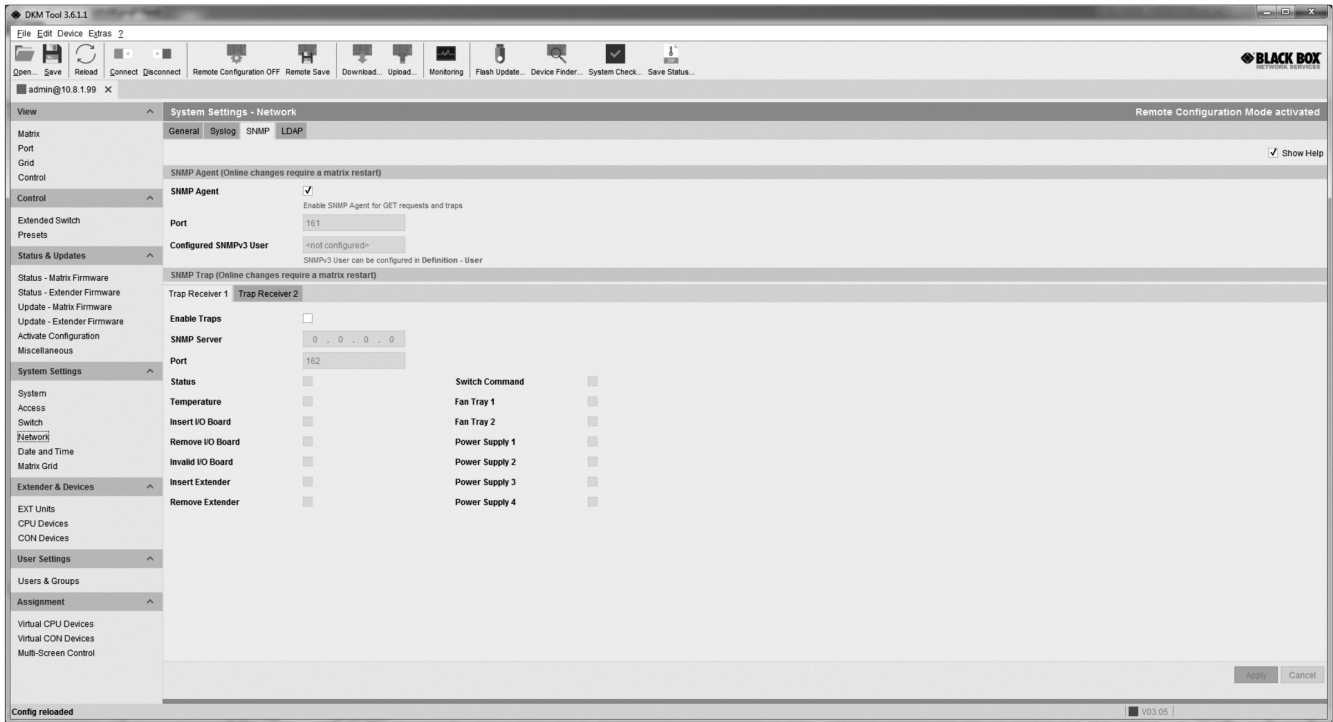 DKM Tool 3.6.1.1
File Edit Device Extras ?
Open... Save Reload Connect Disconnect Remote Configuration OFF Remote Save Download... Upload... Monitoring Flash Update... Device Finder... System Check... Save Status...
BLACK BOX
NETWORK SERVICES
admin@10.8.1.99
View
Matrix
Port
Grid
Control
Control
Extended Switch
Presets
Status & Updates
Status - Matrix Firmware
Status - Extender Firmware
Update - Matrix Firmware
Update - Extender Firmware
Activate Configuration
Miscellaneous
System Settings
System
Access
Switch
Network
Date and Time
Matrix Grid
Extender & Devices
EXT Units
CPU Devices
CON Devices
User Settings
Users & Groups
Assignment
Virtual CPU Devices
Virtual CON Devices
Multi-Screen Control
System Settings - Network Remote Configuration Mode activated
General Syslog SNMP LDAP
Show Help
SNMP Agent (Online changes require a matrix restart)
SNMP Agent
Enable SNMP Agent for GET requests and traps
Port 161
Configured SNMPv3 User <not configured>
SNMPv3 User can be configured in Definition - User
SNMP Trap (Online changes require a matrix restart)
Trap Receiver 1 Trap Receiver 2
Enable Traps
SNMP Server 0 . 0 . 0 . 0
Port 162
Status Switch Command
Temperature Fan Tray 1
Insert I/O Board Fan Tray 2
Remove I/O Board Power Supply 1
Invalid I/O Board Power Supply 2
Insert Extender Power Supply 3
Remove Extender Power Supply 4
Apply Cancel
Config reloaded V03.05